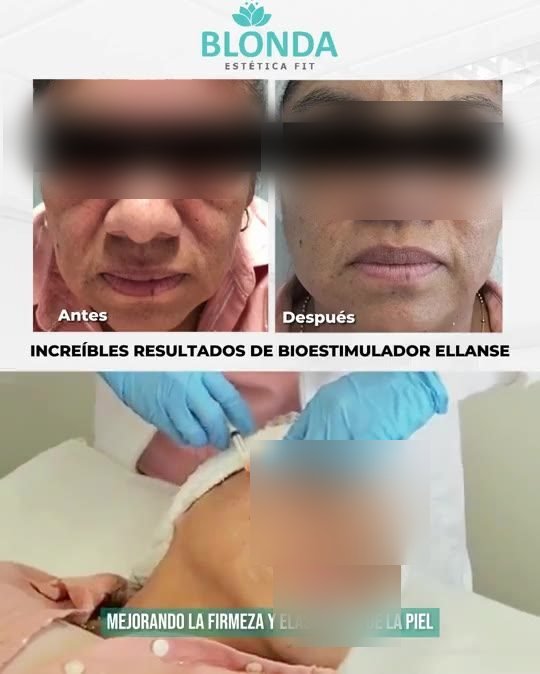 BLONDA
ESTÉTICA FIT
Antes
Después
INCREÍBLES RESULTADOS DE BIOESTIMULADOR ELLANSE
MEJORANDO LA FIRMEZA Y DE LA PIEL